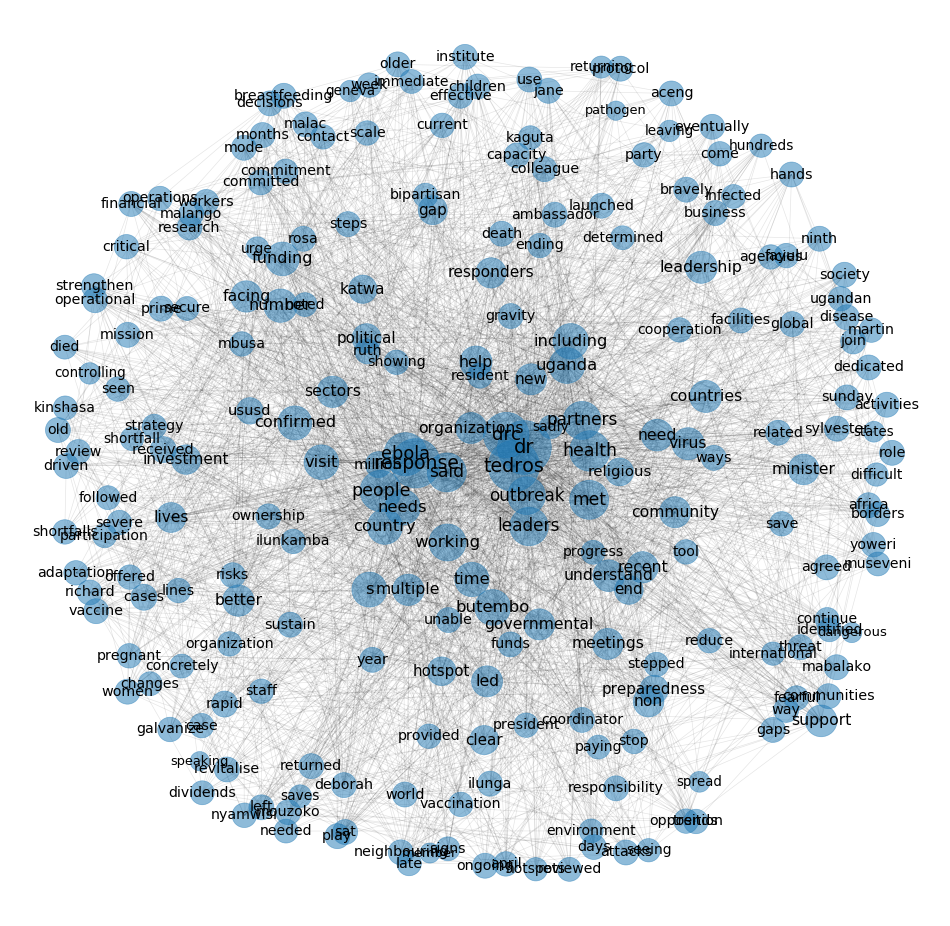 institute
older
returning
protocol
immediate
week
children
use
effective
geneva
jane
aceng
breastfeeding
decisions
pathogen
malac
current
months
contact
scale
kaguta
leaving
eventually
hundreds
mode
capacity
party
come
colleague
commitment
committed
hands
bravely
infected
bipartisan
operations
financial
workers
malango
research
gap
ambassador
launched
business
steps
death
rosa
ending
determined
ninth
critical
urge
funding
agencies
fayulu
responders
leadership
society
strengthen
operational
facing
number
noted
katwa
ugandan
prime
secure
gravity
disease
facilities
global
cooperation
martin
mission
political
including
join
died
mbusa
ruth
showing
help
uganda
resident
new
dedicated
controlling
seen
sectors
countries
sunday
activities
kinshasa
old
ususd
confirmed
partners
strategy
shortfall
received
organizations
sadly
drc
need
related
sylvester
states
review
driven
investment
visit
ebola
response
million
said
dr
tedros
health
religious
virus
ways
minister
role
difficult
followed
people
needs
outbreak
met
africa
borders
shortfalls
severe
participation
lives
ownership
country
leaders
community
save
ilunkamba
working
progress
tool
yoweri
museveni
adaptation
offered
risks
time
understand
recent
agreed
richard
cases
lines
s
multiple
end
vaccine
better
butembo
sustain
unable
governmental
continue
identified
dangerous
organization
funds
meetings
reduce
international
threat
pregnant
concretely
year
hotspot
stepped
mabalako
changes
women
staff
led
preparedness
non
fearful
communities
rapid
way
support
galvanize
case
provided
clear
president
coordinator
gaps
paying
stop
speaking
revitalise
returned
deborah
ilunga
responsibility
spread
dividends
left
saves
world
vaccination
nyamwisi
mouzoko
needed
play
sat
environment
neighbouring
signs
member
days
attacks
seeing
late
ongoing
april
hotspots
reviewed